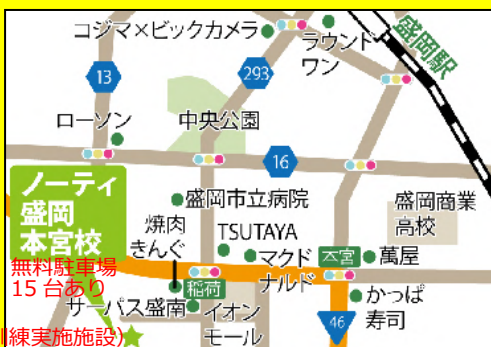 コジマ×ビックカメラ
ラウンド
ワン
盛岡駅
293
13
ローソン
中央公園
16
ノーティ
盛岡
本宮校
無料駐車場
15台あり
盛岡市立病院
盛岡商業
高校
焼肉
きんぐ
TSUTAYA
マクド
ナルド
本宮
萬屋
稲荷
サーパス盛南
イオン
モール
かっぱ
寿司
46
練実施施設）